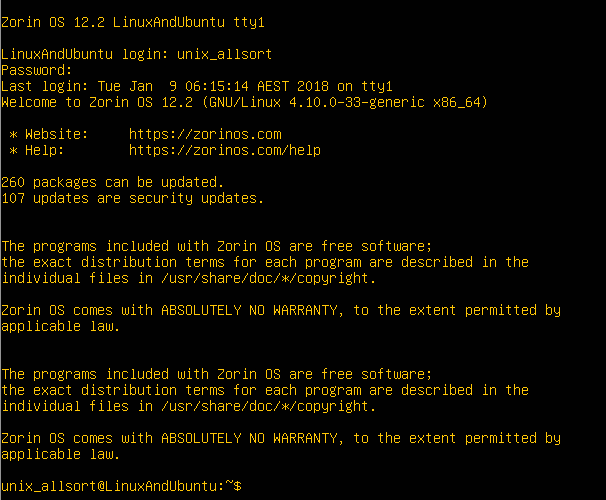 Zorin OS 12.2 LinuxAndUbuntu tty1
LinuxAndUbuntu login: unix_allsort
Password:
Last login: Tue Jan  9 06:15:14 AEST 2018 on tty1
Welcome to Zorin OS 12.2 (GNU/Linux 4.10.0-33-generic x86_64)
 * Website:     https://zorinos.com
 * Help:        https://zorinos.com/help
260 packages can be updated.
107 updates are security updates.
The programs included with Zorin OS are free software;
the exact distribution terms for each program are described in the
individual files in /usr/share/doc/*/copyright.
Zorin OS comes with ABSOLUTELY NO WARRANTY, to the extent permitted by
applicable law.
The programs included with Zorin OS are free software;
the exact distribution terms for each program are described in the
individual files in /usr/share/doc/*/copyright.
Zorin OS comes with ABSOLUTELY NO WARRANTY, to the extent permitted by
applicable law.
unix_allsort@LinuxAndUbuntu:~$